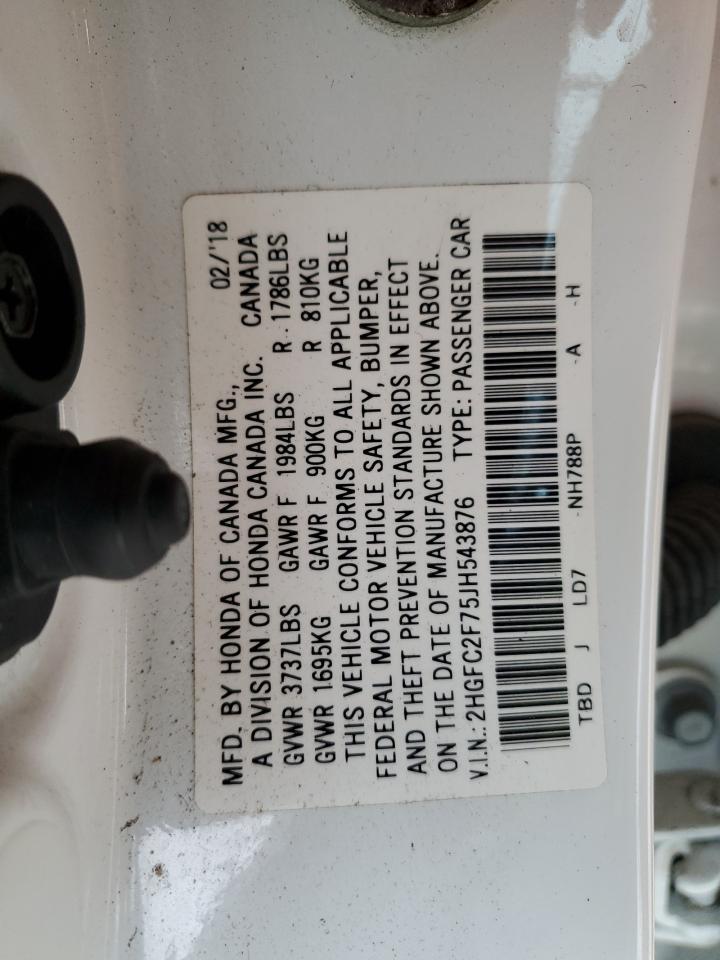 MFD. BY HONDA OF CANADA MFG., 02/'18
A DIVISION OF HONDA CANADA INC. CANADA
GVWR 3737LBS GAWR F 1984LBS R 1786LBS
GVWR 1695KG GAWR F 900KG R 810KG
THIS VEHICLE CONFORMS TO ALL APPLICABLE
FEDERAL MOTOR VEHICLE SAFETY, BUMPER,
AND THEFT PREVENTION STANDARDS IN EFFECT
ON THE DATE OF MANUFACTURE SHOWN ABOVE.
V.I.N.: 2HGFC2F75JH543876 TYPE: PASSENGER CAR
TBD J LD7 -NH788P -A -H